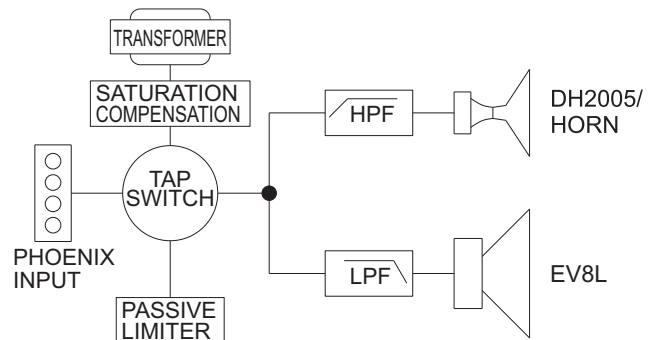 TRANSFORMER
SATURATION
COMPENSATION
TAP
SWITCH
PHOENIX
INPUT
PASSIVE
LIMITER
HPF
DH2005/
HORN
LPF
EV8L